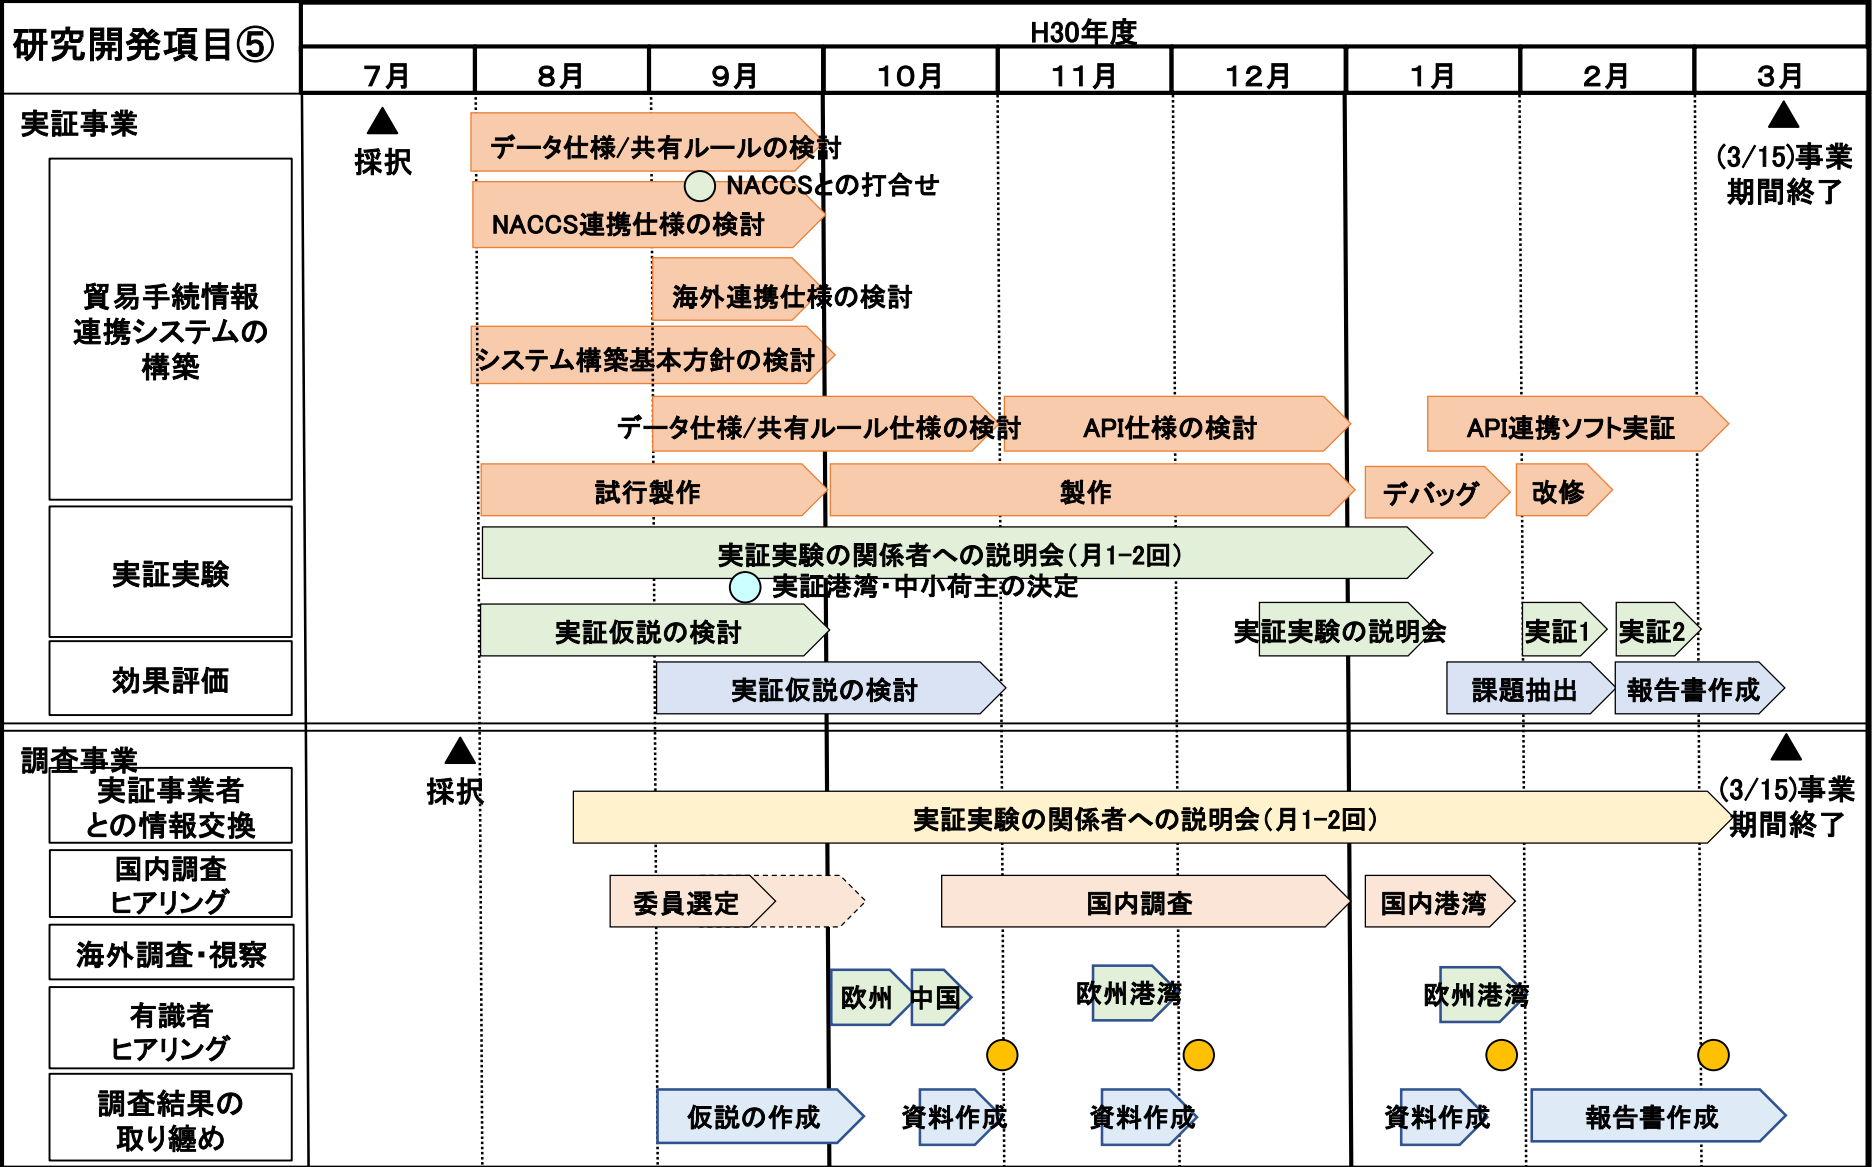 研究開発項目⑤
H30年度
7月
8月
9月
10月
11月
12月
1月
2月
3月
実証事業
▲
採択
▲
(3/15)事業
期間終了
貿易手続情報
連携システムの
構築
データ仕様/共有ルールの検討
NACCSとの打合せ
NACCS連携仕様の検討
海外連携仕様の検討
システム構築基本方針の検討
データ仕様/共有ルール仕様の検討
API仕様の検討
API連携ソフト実証
試行製作
製作
デバッグ
改修
実証実験
実証実験の関係者への説明会(月1-2回)
実証港湾・中小荷主の決定
実証仮説の検討
実証実験の説明会
実証1
実証2
効果評価
実証仮説の検討
課題抽出
報告書作成
調査事業
▲
採択
▲
(3/15)事業
期間終了
実証事業者
との情報交換
実証実験の関係者への説明会(月1-2回)
国内調査
ヒアリング
委員選定
国内調査
国内港湾
海外調査・視察
欧州
中国
欧州港湾
欧州港湾
有識者
ヒアリング
調査結果の
取り纏め
仮説の作成
資料作成
資料作成
資料作成
報告書作成